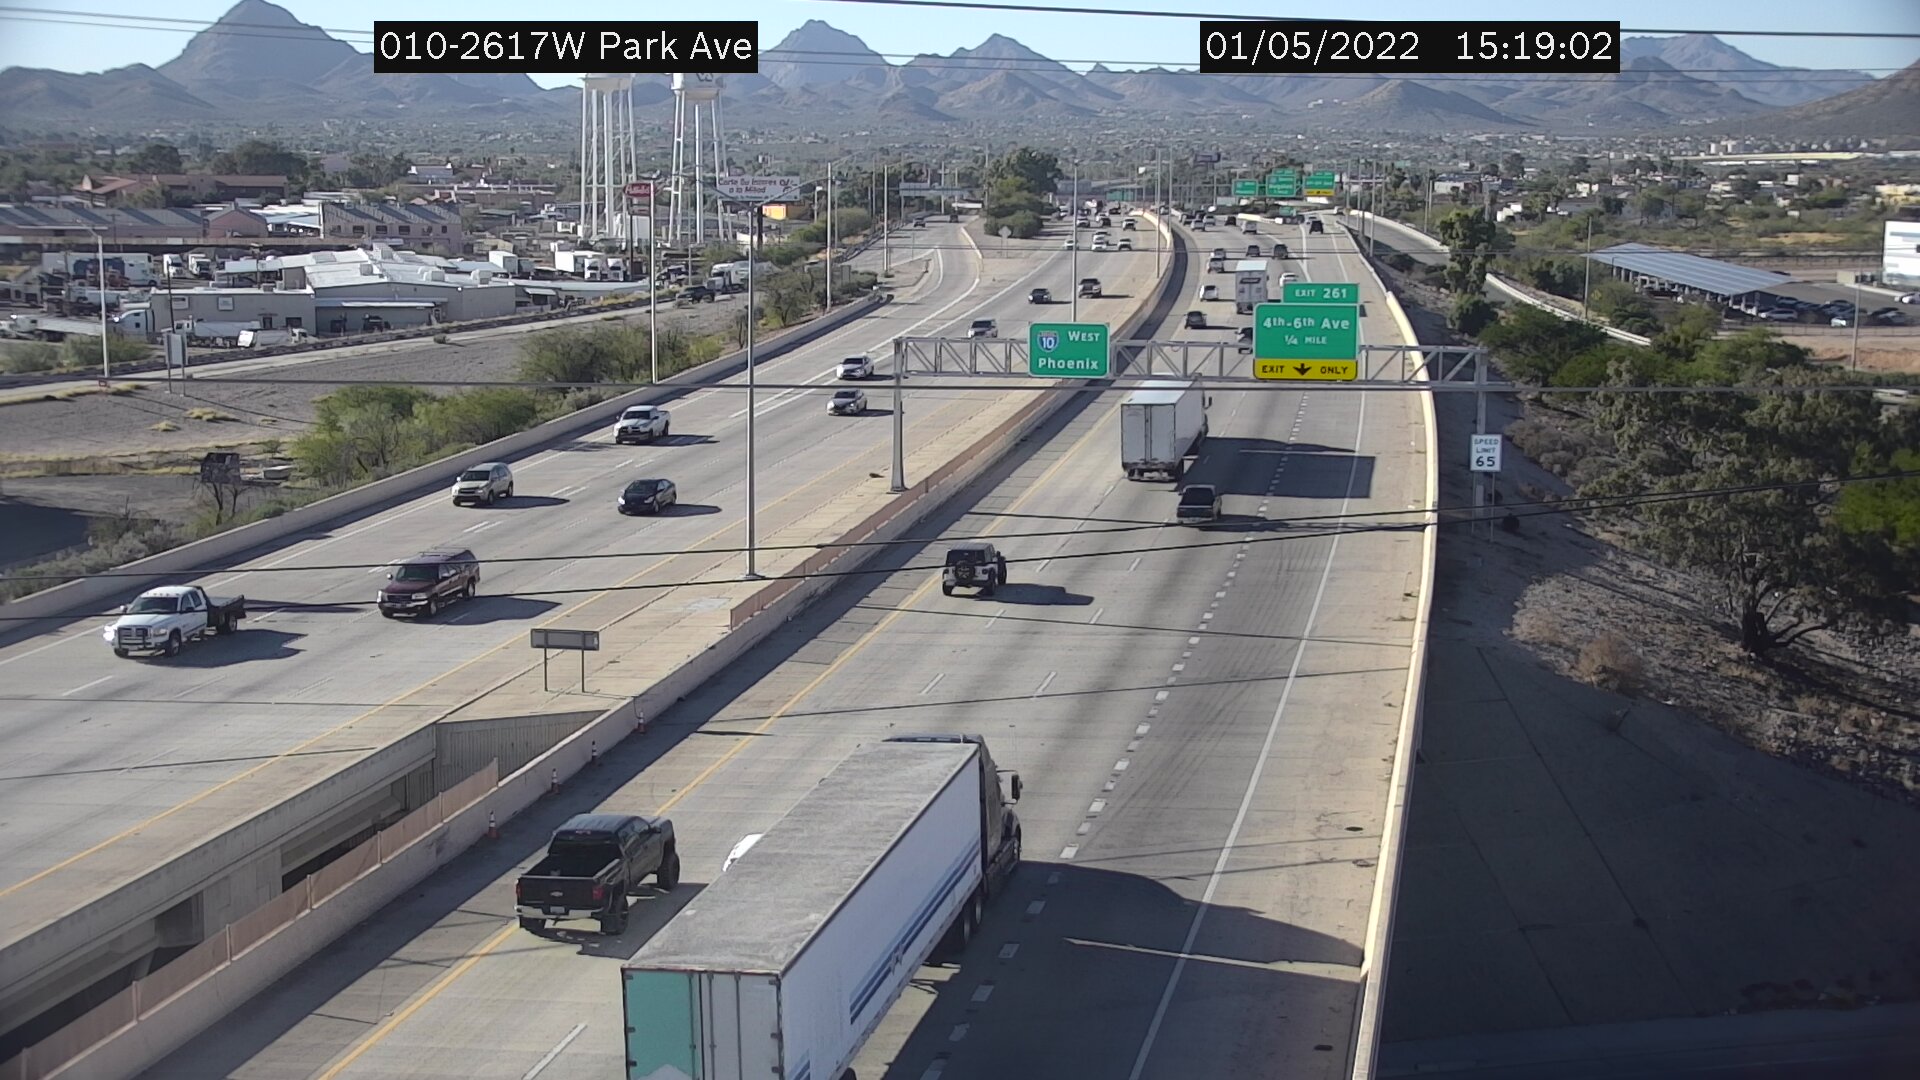 010-2617W Park Ave
01/05/2022 15:19:02
EXIT 261
4th-6th Ave
1/4 MILE
EXIT ONLY
10 WEST
Phoenix
SPEED
LIMIT
65